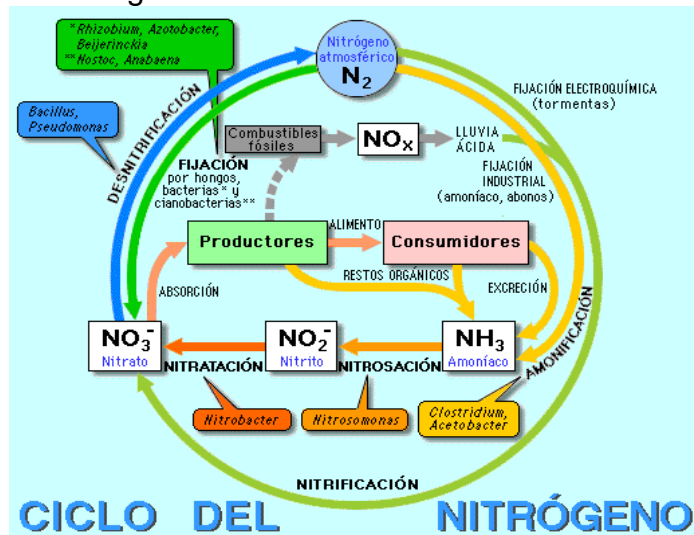 * Rhizobium, Azotobacter,
Beijerinckia
** Nostoc, Anabaena
Nitrógeno
atmosférico
N2
Bacillus,
Pseudomonas
DESNITRIFICACIÓN
FIJACIÓN ELECTROQUÍMICA
(tormentas)
Combustibles
fósiles
NOx
LLUVIA
ÁCIDA
FIJACIÓN
por hongos,
bacterias* y
cianobacterias**
FIJACIÓN
INDUSTRIAL
(amoníaco, abonos)
Productores
ALIMENTO
Consumidores
RESTOS ORGÁNICOS
EXCRECIÓN
ABSORCIÓN
AMONIFICACIÓN
NO3-
Nitrato
NITRATACIÓN
NO2-
Nitrito
NITROSACIÓN
NH3
Amoníaco
Nitrobacter
Nitrosomonas
Clostridium,
Acetobacter
NITRIFICACIÓN
CICLO DEL NITRÓGENO